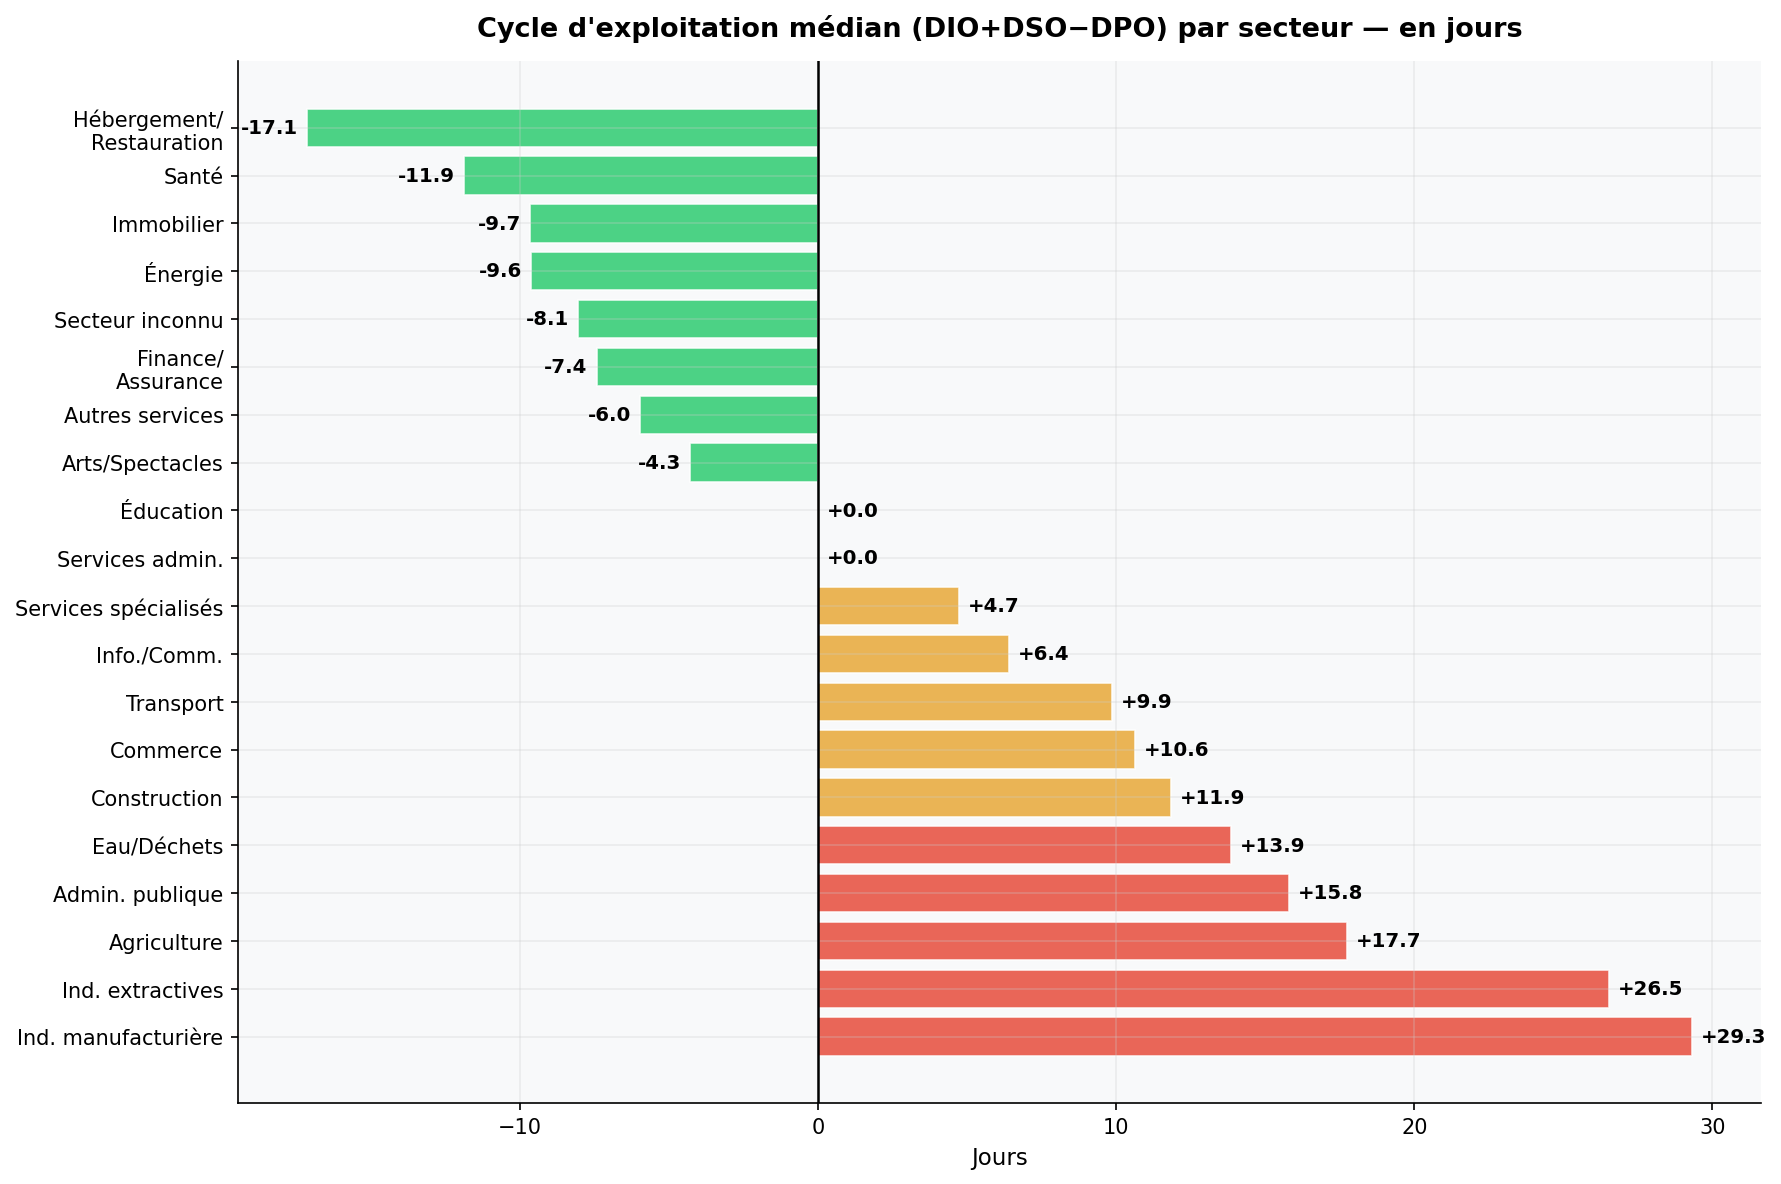 Cycle d'exploitation médian (DIO+DSO−DPO) par secteur — en jours
Hébergement/
Restauration
-17.1
Santé
-11.9
Immobilier
-9.7
Énergie
-9.6
Secteur inconnu
-8.1
Finance/
Assurance
-7.4
Autres services
-6.0
Arts/Spectacles
-4.3
Éducation
+0.0
Services admin.
+0.0
Services spécialisés
+4.7
Info./Comm.
+6.4
Transport
+9.9
Commerce
+10.6
Construction
+11.9
Eau/Déchets
+13.9
Admin. publique
+15.8
Agriculture
+17.7
Ind. extractives
+26.5
Ind. manufacturière
+29.3
−10 0 10 20 30
Jours